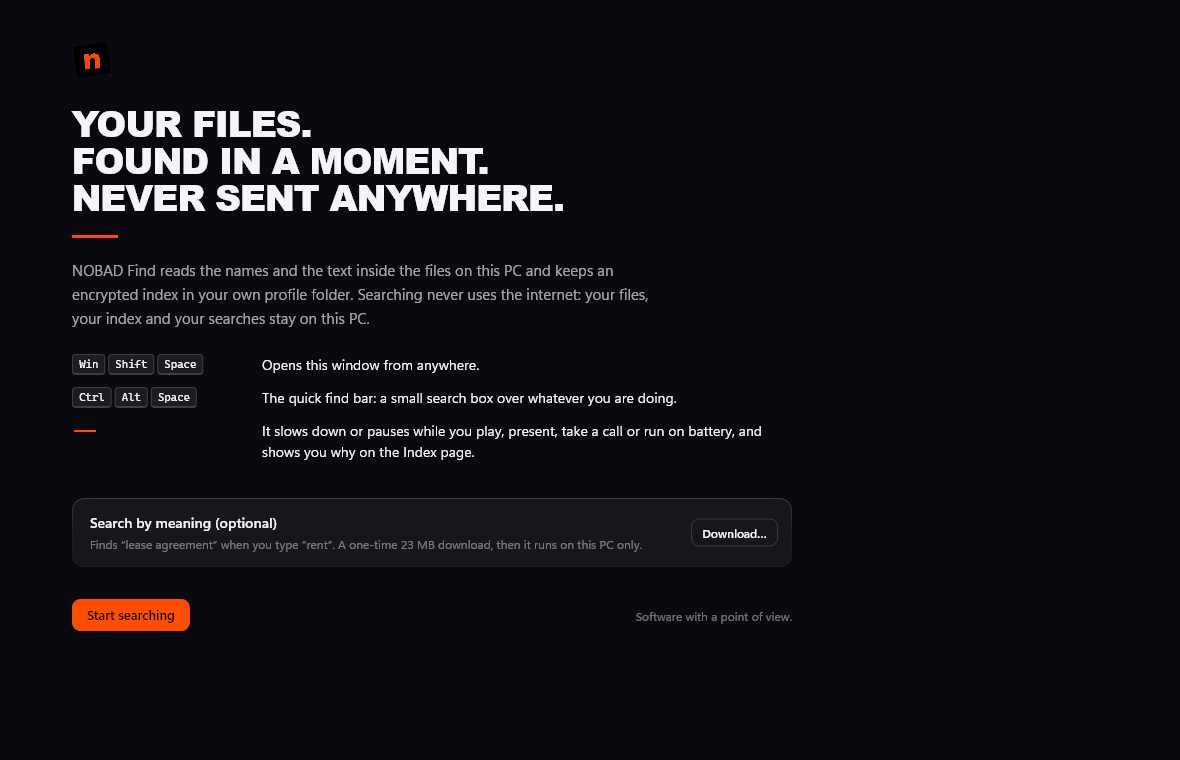 n
YOUR FILES.
FOUND IN A MOMENT.
NEVER SENT ANYWHERE.
NOBAD Find reads the names and the text inside the files on this PC and keeps an
encrypted index in your own profile folder. Searching never uses the internet: your files,
your index and your searches stay on this PC.
Win Shift Space Opens this window from anywhere.
Ctrl Alt Space The quick find bar: a small search box over whatever you are doing.
It slows down or pauses while you play, present, take a call or run on battery, and
shows you why on the Index page.
Search by meaning (optional)
Finds “lease agreement” when you type “rent”. A one-time 23 MB download, then it runs on this PC only.
Download...
Start searching
Software with a point of view.